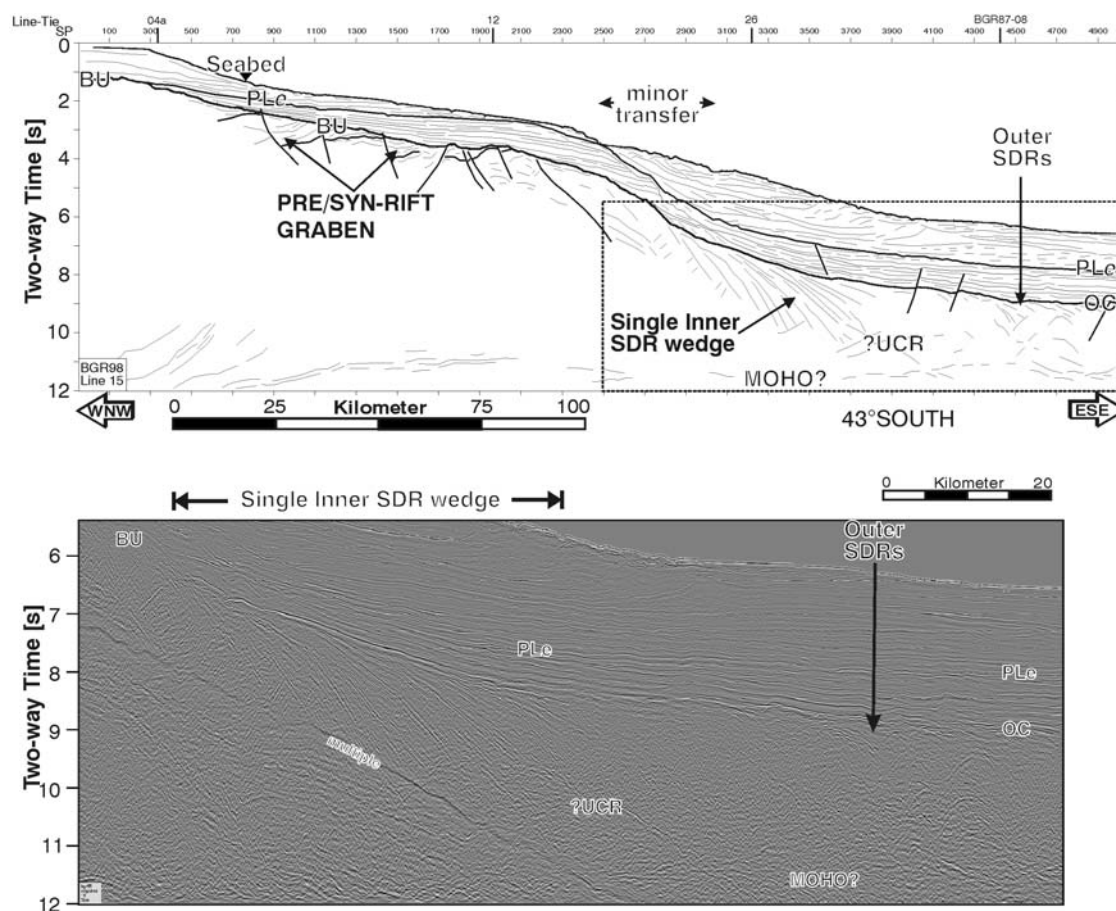 Line-Tie 04a 12 26 BGR87-08
SP 100 300 500 700 900 1100 1300 1500 1700 1900 2100 2300 2500 2700 2900 3100 3300 3500 3700 3900 4100 4300 4500 4700 4900
0
2
4
6
8
10
12
Two-way Time [s]
Seabed
BU
PLe
BU
minor
transfer
Outer
SDRs
PRE/SYN-RIFT
GRABEN
PLe
OC
Single Inner
SDR wedge
?UCR
MOHO?
BGR98
Line 15
WNW
0 25 Kilometer 75 100
43°SOUTH
ESE
Single Inner SDR wedge
0 Kilometer 20
BU
Outer
SDRs
6
7
8
9
10
11
12
Two-way Time [s]
PLe
PLe
OC
multiple
?UCR
MOHO?